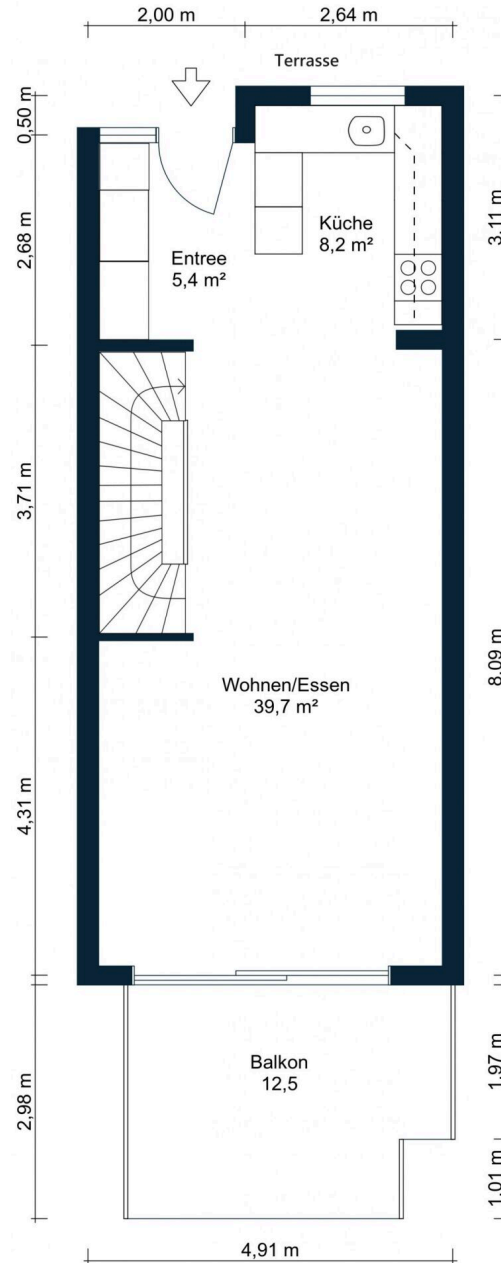 2,00 m
2,64 m
Terrasse
0,50 m
2,68 m
3,11 m
Küche
8,2 m²
Entree
5,4 m²
3,71 m
8,09 m
Wohnen/Essen
39,7 m²
4,31 m
Balkon
12,5
1,97 m
2,98 m
1,01 m
4,91 m